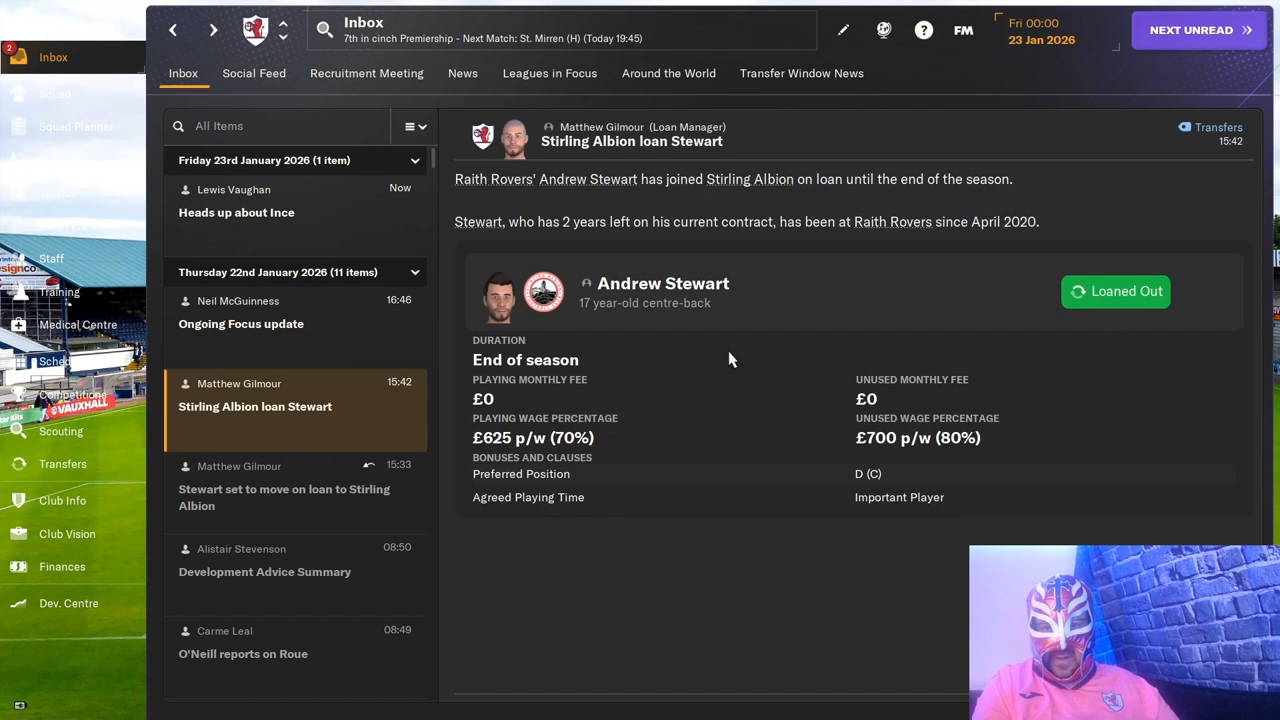 Inbox
7th in cinch Premiership - Next Match: St. Mirren (H) (Today 19:45)
FM
Fri 00:00
23 Jan 2026
NEXT UNREAD
2
Inbox
Squad
Squad Planner
Staff
Training
Medical Centre
Sched
Competitions
Scouting
Transfers
Club Info
Club Vision
Finances
Dev. Centre
VAUXHALL
Inbox
Social Feed
Recruitment Meeting
News
Leagues in Focus
Around the World
Transfer Window News
All Items
Friday 23rd January 2026 (1 item)
Lewis Vaughan
Now
Heads up about Ince
Thursday 22nd January 2026 (11 items)
Neil McGuinness
16:46
Ongoing Focus update
Matthew Gilmour
15:42
Stirling Albion loan Stewart
Matthew Gilmour
15:33
Stewart set to move on loan to Stirling
Albion
Alistair Stevenson
08:50
Development Advice Summary
Carme Leal
08:49
O'Neill reports on Roue
Matthew Gilmour (Loan Manager)
Stirling Albion loan Stewart
Transfers
15:42
Raith Rovers' Andrew Stewart has joined Stirling Albion on loan until the end of the season.
Stewart, who has 2 years left on his current contract, has been at Raith Rovers since April 2020.
Andrew Stewart
17 year-old centre-back
Loaned Out
DURATION
End of season
PLAYING MONTHLY FEE
£0
UNUSED MONTHLY FEE
£0
PLAYING WAGE PERCENTAGE
£625 p/w (70%)
UNUSED WAGE PERCENTAGE
£700 p/w (80%)
BONUSES AND CLAUSES
Preferred Position
D (C)
Agreed Playing Time
Important Player